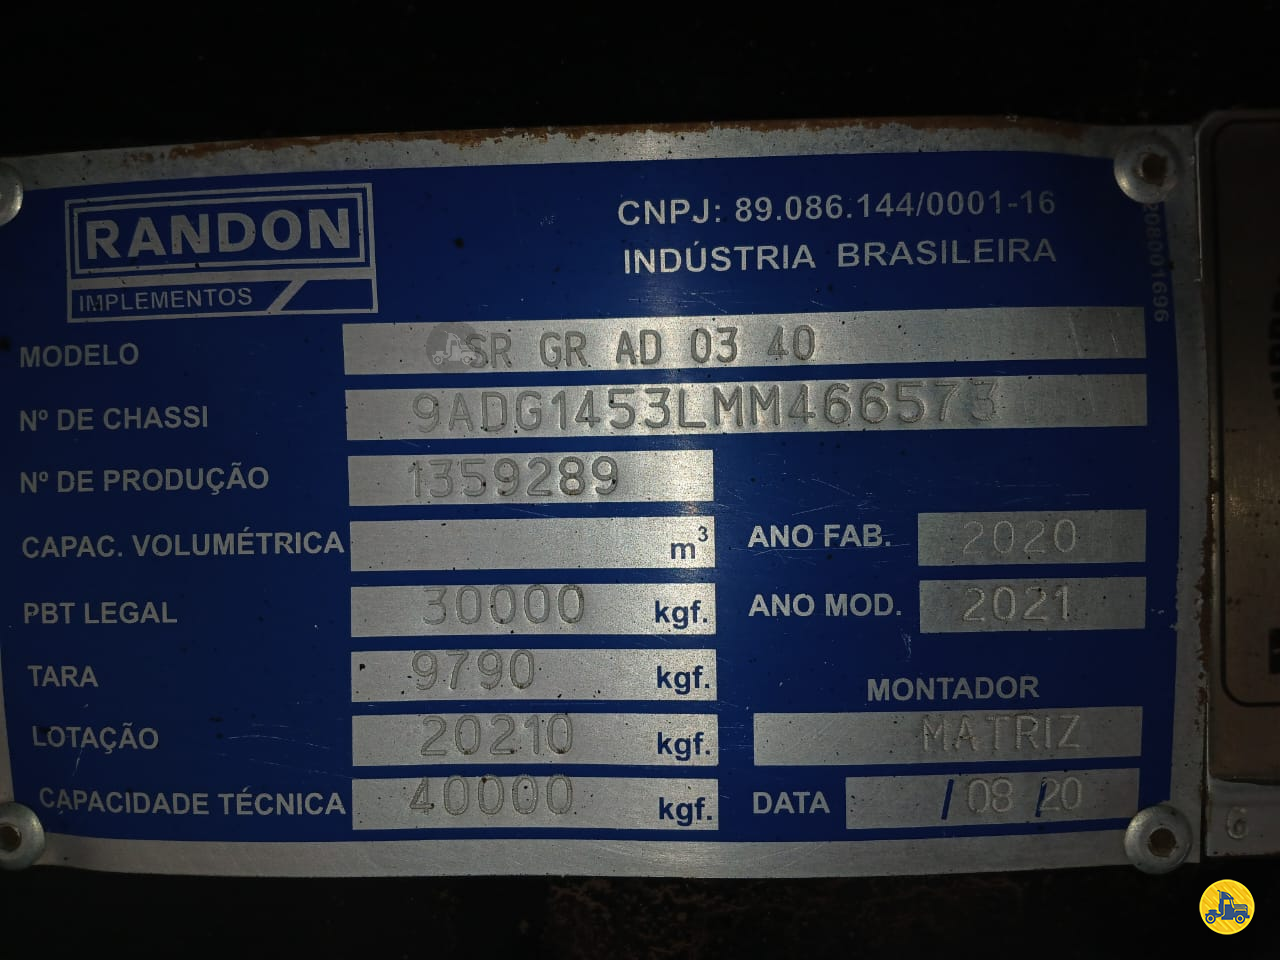 RANDON
IMPLEMENTOS
CNPJ: 89.086.144/0001-16
INDÚSTRIA BRASILEIRA
208001696
MODELO SR GR AD 03 40
Nº DE CHASSI 9ADG1453LMM466573
Nº DE PRODUÇÃO 1359289
CAPAC. VOLUMÉTRICA m³
ANO FAB. 2020
PBT LEGAL 30000 kgf.
ANO MOD. 2021
TARA 9790 kgf.
MONTADOR
LOTAÇÃO 20210 kgf.
MATRIZ
CAPACIDADE TÉCNICA 40000 kgf.
DATA / 08 / 20
6